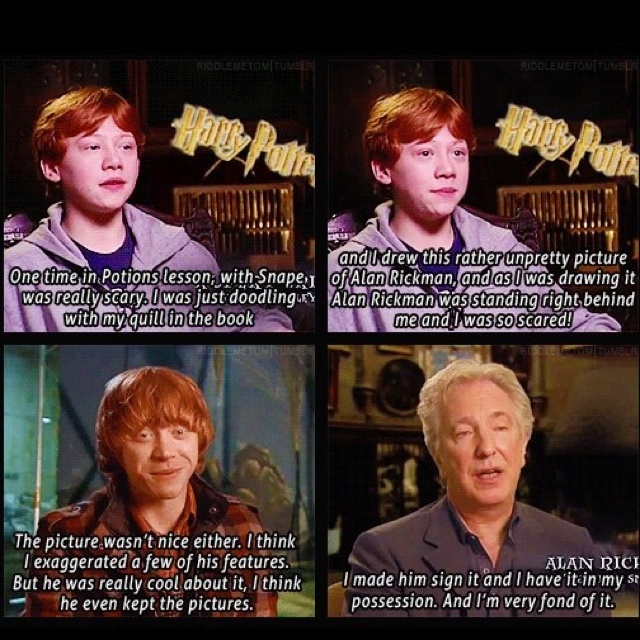 RIDDLEMETOM|TUMBLR
Harry Potte
One time in Potions lesson, with Snape,
was really scary. I was just doodling
with my quill in the book
RIDDLEMETOM|TUMBLR
Harry Potte
and I drew this rather unpretty picture
of Alan Rickman, and as I was drawing it
Alan Rickman was standing right behind
me and I was so scared!
RIDDLEMETOM|TUMBLR
The picture wasn't nice either. I think
I exaggerated a few of his features.
But he was really cool about it, I think
he even kept the pictures.
RIDDLEMETOM|TUMBLR
ALAN RICK
I made him sign it and I have it in my
possession. And I'm very fond of it.